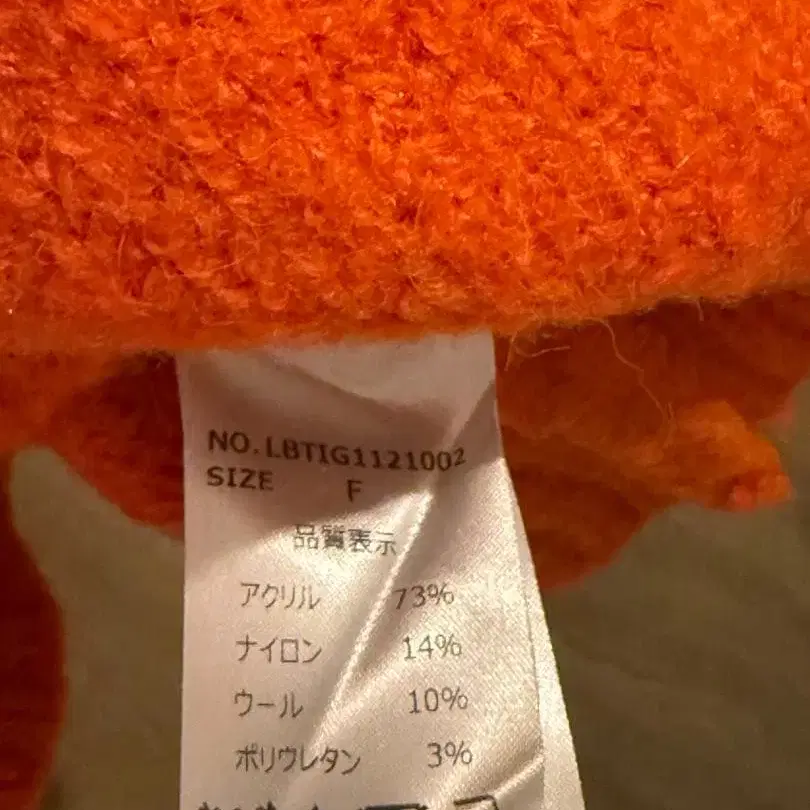 NO.LBTIG1121002
SIZE F
品質表示
アクリル 73%
ナイロン 14%
ウール 10%
ポリウレタン 3%